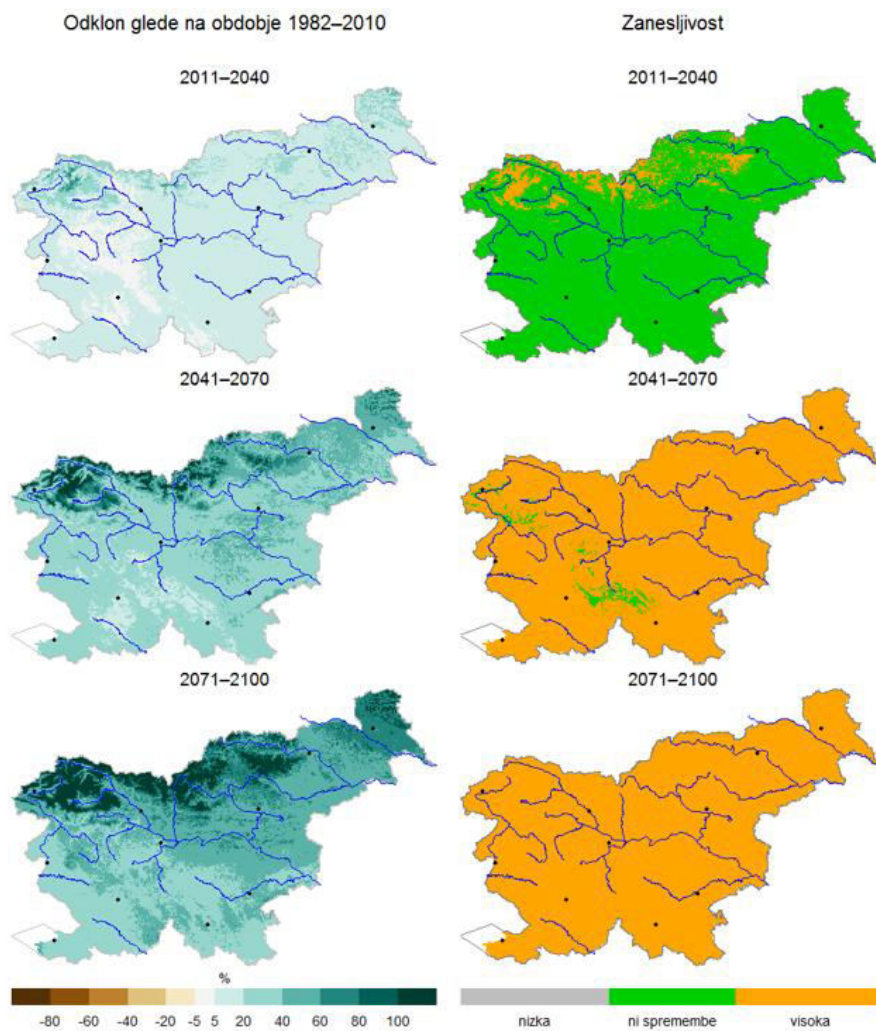 Odklon glede na obdobje 1982–2010
Zanesljivost
2011–2040
2011–2040
2041–2070
2041–2070
2071–2100
2071–2100
%
-80 -60 -40 -20 -5 5 20 40 60 80 100
nizka ni spremembe visoka